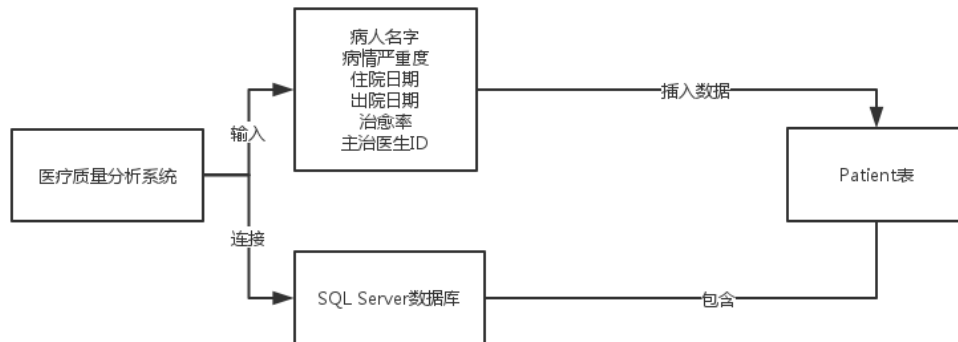 病人名字
病情严重度
住院日期
出院日期
治愈率
主治医生ID
插入数据
输入
医疗质量分析系统
Patient表
连接
SQL Server数据库
包含